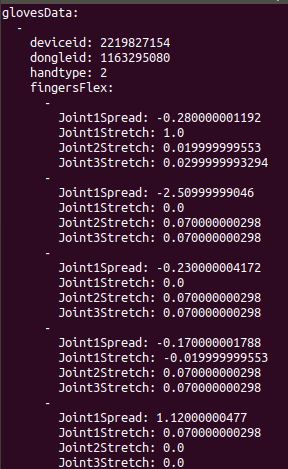 glovesData:
-
deviceid: 2219827154
dongleid: 1163295080
handtype: 2
fingersFlex:
-
Joint1Spread: -0.280000001192
Joint1Stretch: 1.0
Joint2Stretch: 0.019999999553
Joint3Stretch: 0.0299999993294
-
Joint1Spread: -2.50999999046
Joint1Stretch: 0.0
Joint2Stretch: 0.070000000298
Joint3Stretch: 0.070000000298
-
Joint1Spread: -0.230000004172
Joint1Stretch: 0.0
Joint2Stretch: 0.070000000298
Joint3Stretch: 0.070000000298
-
Joint1Spread: -0.170000001788
Joint1Stretch: -0.019999999553
Joint2Stretch: 0.070000000298
Joint3Stretch: 0.070000000298
-
Joint1Spread: 1.12000000477
Joint1Stretch: 0.070000000298
Joint2Stretch: 0.0
Joint3Stretch: 0.0